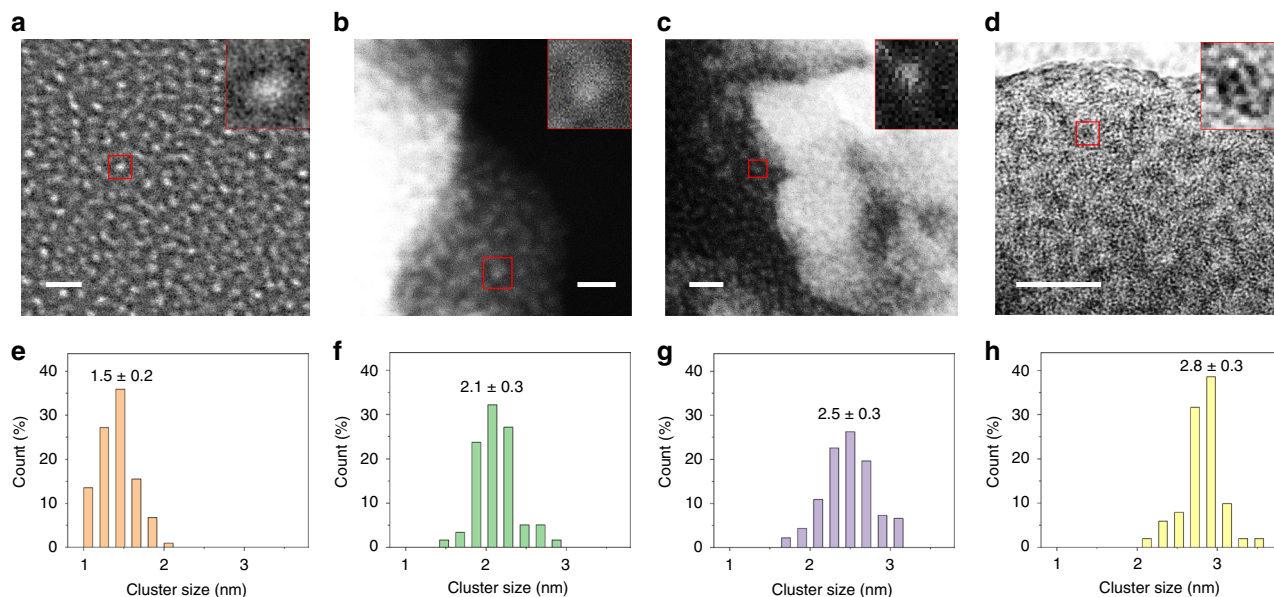 a
b
c
d
e
f
g
h
40
30
20
10
0
Count (%)
1.5 ± 0.2
1
2
3
Cluster size (nm)
40
30
20
10
0
Count (%)
2.1 ± 0.3
1
2
3
Cluster size (nm)
40
30
20
10
0
Count (%)
2.5 ± 0.3
1
2
3
Cluster size (nm)
40
30
20
10
0
Count (%)
2.8 ± 0.3
1
2
3
Cluster size (nm)